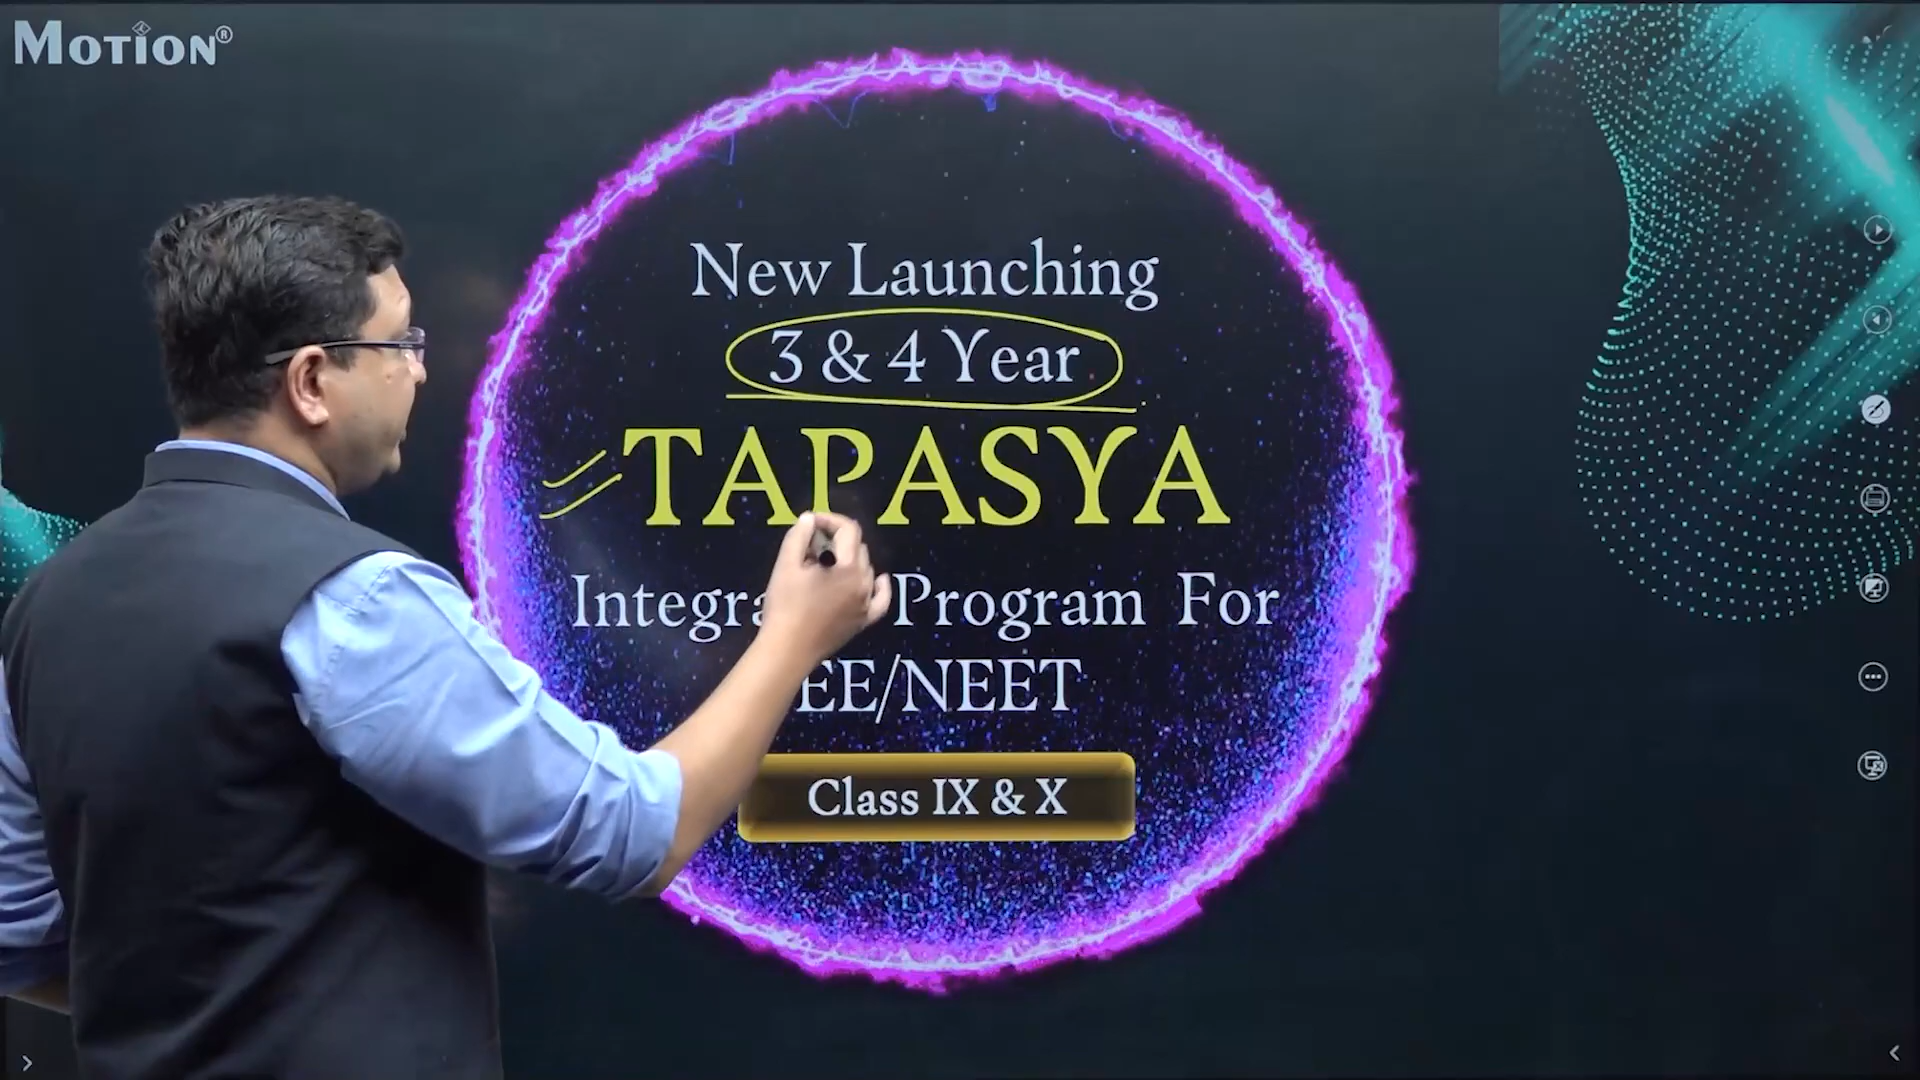 MOTION®
New Launching
3 & 4 Year
TAPASYA
Program For
EE/NEET
Class IX & X